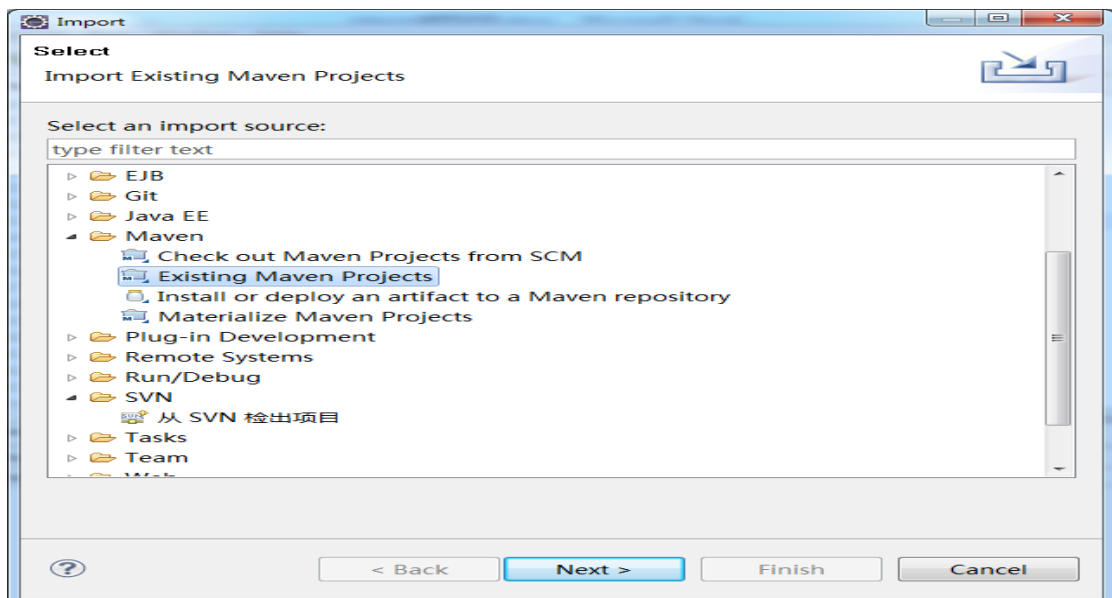 Import
Select
Import Existing Maven Projects
Select an import source:
type filter text
EJB
Git
Java EE
Maven
Check out Maven Projects from SCM
Existing Maven Projects
Install or deploy an artifact to a Maven repository
Materialize Maven Projects
Plug-in Development
Remote Systems
Run/Debug
SVN
从 SVN 检出项目
Tasks
Team
< Back
Next >
Finish
Cancel